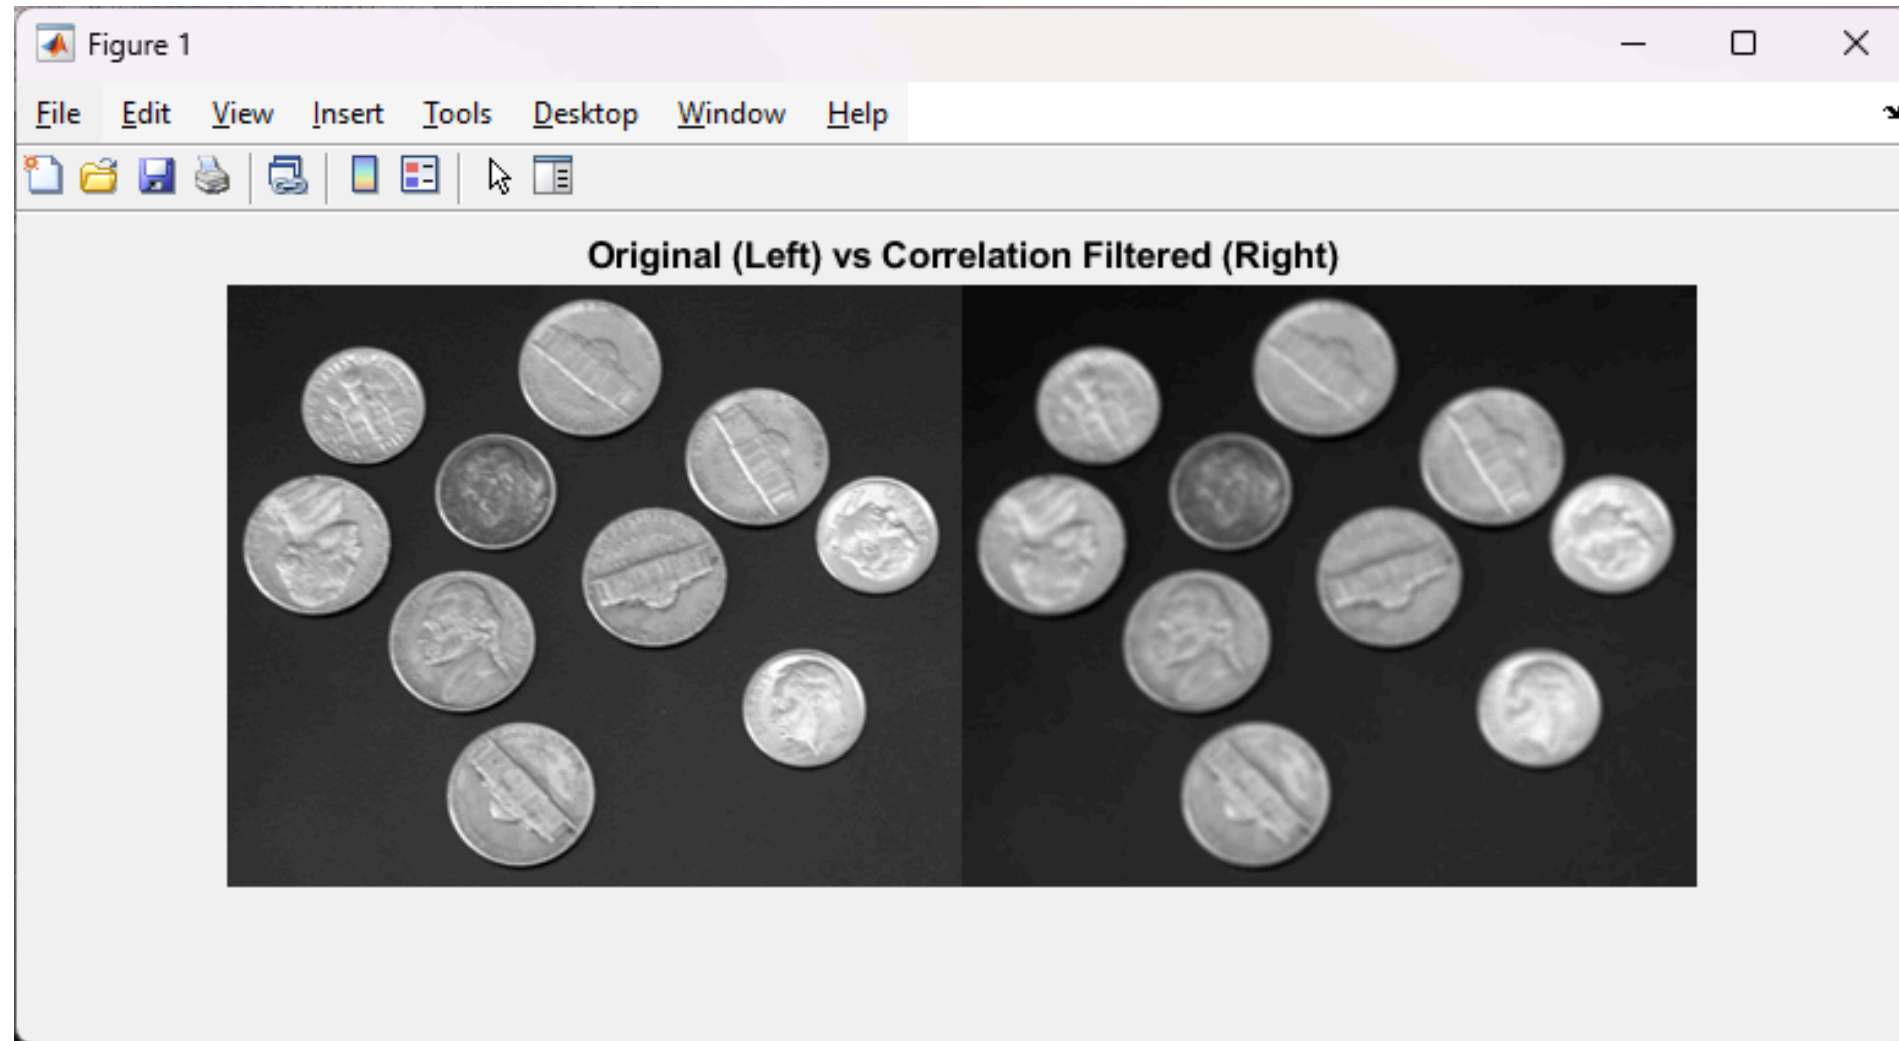 Figure 1
File Edit View Insert Tools Desktop Window Help
Original (Left) vs Correlation Filtered (Right)